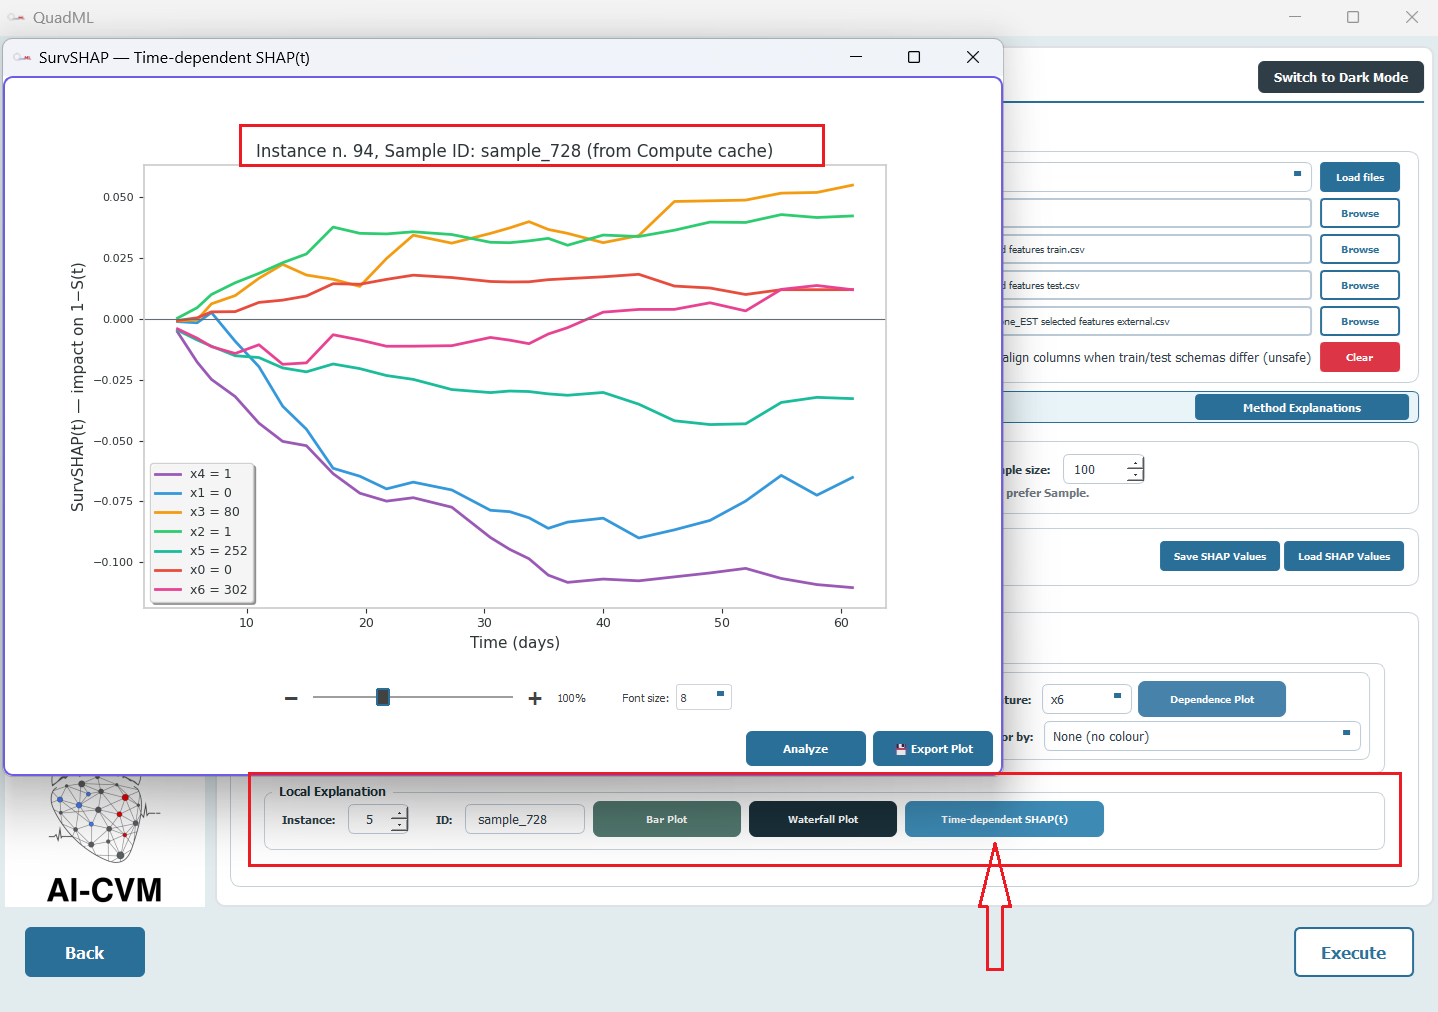 QuadML
SurvSHAP — Time-dependent SHAP(t)
Switch to Dark Mode
Instance n. 94, Sample ID: sample_728 (from Compute cache)
SurvSHAP(t) — impact on 1−S(t)
0.050
0.025
0.000
−0.025
−0.050
−0.075
−0.100
x4 = 1
x1 = 0
x3 = 80
x2 = 1
x5 = 252
x0 = 0
x6 = 302
10 20 30 40 50 60
Time (days)
− + 100% Font size: 8
Analyze Export Plot
Load files
Browse
features train.csv Browse
features test.csv Browse
_EST selected features external.csv Browse
align columns when train/test schemas differ (unsafe) Clear
Method Explanations
size: 100
prefer Sample.
Save SHAP Values Load SHAP Values
x6 Dependence Plot
by: None (no colour)
Local Explanation
Instance: 5 ID: sample_728 Bar Plot Waterfall Plot Time-dependent SHAP(t)
AI-CVM
Back Execute